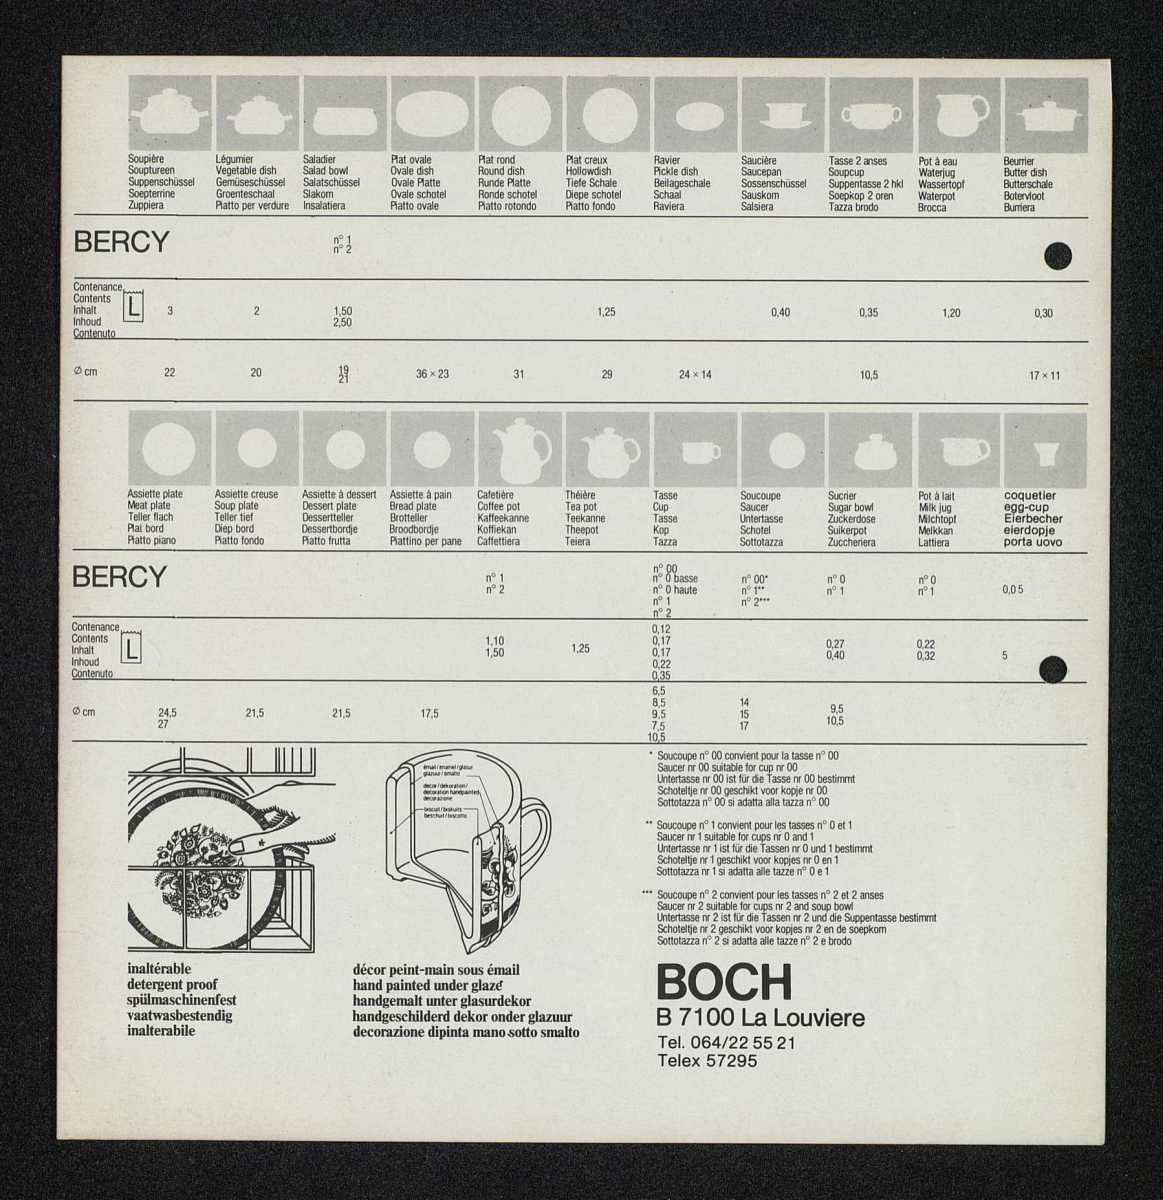 Soupière
Souptureen
Suppenschüssel
Soepterrine
Zuppiera
Légumier
Vegetable dish
Gemüseschüssel
Groenteschaal
Piatto per verdure
Saladier
Salad bowl
Salatschüssel
Slakom
Insalatiera
Plat ovale
Ovale dish
Ovale Platte
Ovale schotel
Piatto ovale
Plat rond
Round dish
Runde Platte
Ronde schotel
Piatto rotondo
Plat creux
Hollowdish
Tiefe Schale
Diepe schotel
Piatto fondo
Ravier
Pickle dish
Beilageschale
Schaal
Raviera
Saucière
Saucepan
Sossenschüssel
Sauskom
Salsiera
Tasse 2 anses
Soupcup
Suppentasse 2 hkl
Soepkop 2 oren
Tazza brodo
Pot à eau
Waterjug
Wassertopf
Waterpot
Brocca
Beurrier
Butter dish
Butterschale
Botervloot
Burriera
BERCY
n° 1
n° 2
Contenance
Contents
Inhalt
Inhoud
Contenuto
L
3
2
1,50
2,50
1,25
0,40
0,35
1,20
0,30
Ø cm
22
20
19
21
36 × 23
31
29
24 × 14
10,5
17 × 11
Assiette plate
Meat plate
Teller flach
Plat bord
Piatto piano
Assiette creuse
Soup plate
Teller tief
Diep bord
Piatto fondo
Assiette à dessert
Dessert plate
Dessertteller
Dessertbordje
Piatto frutta
Assiette à pain
Bread plate
Brotteller
Broodbordje
Piattino per pane
Cafetière
Coffee pot
Kaffeekanne
Koffiekan
Caffettiera
Théière
Tea pot
Teekanne
Theepot
Teiera
Tasse
Cup
Tasse
Kop
Tazza
Soucoupe
Saucer
Untertasse
Schotel
Sottotazza
Sucrier
Sugar bowl
Zuckerdose
Suikerpot
Zuccheriera
Pot à lait
Milk jug
Milchtopf
Melkkan
Lattiera
coquetier
egg-cup
Eierbecher
eierdopje
porta uovo
BERCY
n° 1
n° 2
n° 00
n° 0 basse
n° 0 haute
n° 1
n° 2
n° 00*
n° 1**
n° 2***
n° 0
n° 1
n° 0
n° 1
0,05
Contenance
Contents
Inhalt
Inhoud
Contenuto
L
1,10
1,50
1,25
0,12
0,17
0,17
0,22
0,35
0,27
0,40
0,22
0,32
5
Ø cm
24,5
27
21,5
21,5
17,5
6,5
8,5
9,5
7,5
10,5
14
15
17
9,5
10,5
émail / enamel / glasur
glazuur / smalto
décor / dekoration /
decoration handpainted
decorazione
biscuit / biskuits
beschuit / biscotto
* Soucoupe n° 00 convient pour la tasse n° 00
Saucer nr 00 suitable for cup nr 00
Untertasse nr 00 ist für die Tasse nr 00 bestimmt
Schoteltje nr 00 geschikt voor kopje nr 00
Sottotazza n° 00 si adatta alla tazza n° 00
** Soucoupe n° 1 convient pour les tasses n° 0 et 1
Saucer nr 1 suitable for cups nr 0 and 1
Untertasse nr 1 ist für die Tassen nr 0 und 1 bestimmt
Schoteltje nr 1 geschikt voor kopjes nr 0 en 1
Sottotazza nr 1 si adatta alle tazze n° 0 e 1
*** Soucoupe n° 2 convient pour les tasses n° 2 et 2 anses
Saucer nr 2 suitable for cups nr 2 and soup bowl
Untertasse nr 2 ist für die Tassen nr 2 und die Suppentasse bestimmt
Schoteltje nr 2 geschikt voor kopjes nr 2 en de soepkom
Sottotazza n° 2 si adatta alle tazze n° 2 e brodo
inaltérable
detergent proof
spülmaschinenfest
vaatwasbestendig
inalterabile
décor peint-main sous émail
hand painted under glaze
handgemalt unter glasurdekor
handgeschilderd dekor onder glazuur
decorazione dipinta mano sotto smalto
BOCH
B 7100 La Louviere
Tel. 064/22 55 21
Telex 57295